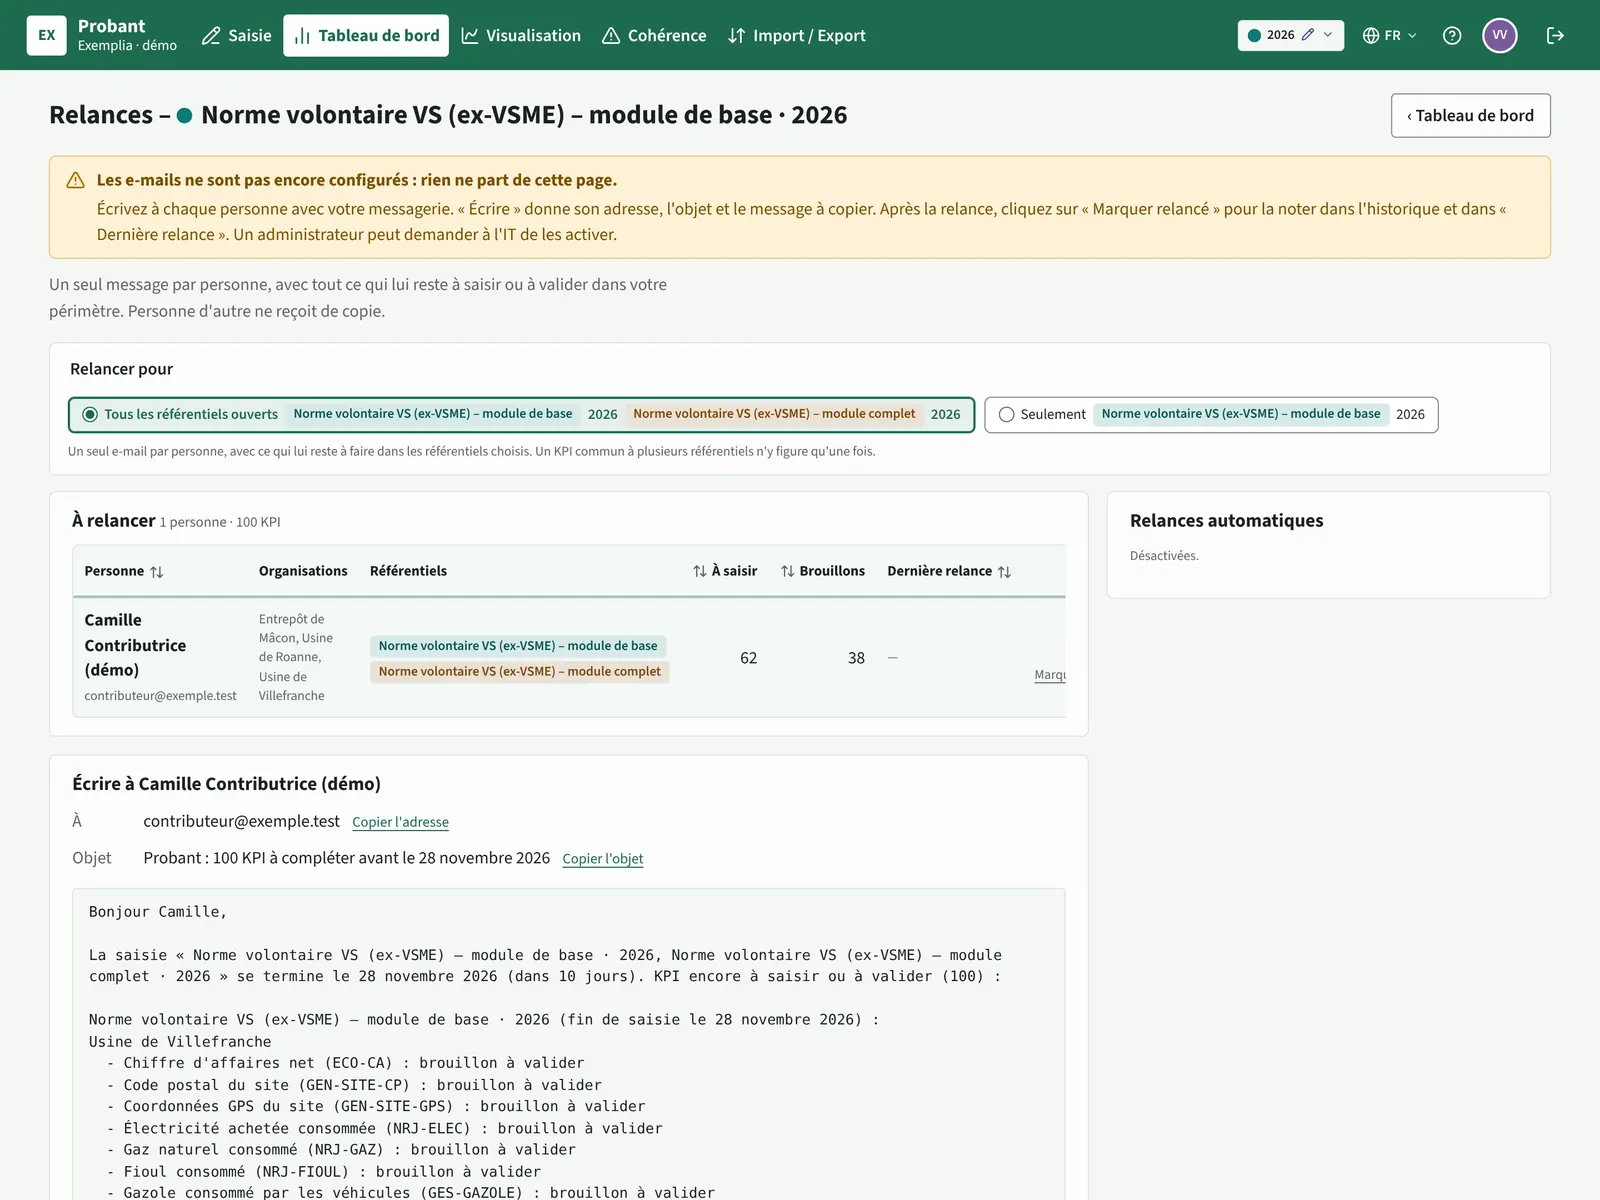 EX
Probant
Exemplia · démo
Saisie
Tableau de bord
Visualisation
Cohérence
Import / Export
2026
FR
VV
Relances – Norme volontaire VS (ex-VSME) – module de base · 2026
‹ Tableau de bord
Les e-mails ne sont pas encore configurés : rien ne part de cette page.
Écrivez à chaque personne avec votre messagerie. « Écrire » donne son adresse, l'objet et le message à copier. Après la relance, cliquez sur « Marquer relancé » pour la noter dans l'historique et dans «
Dernière relance ». Un administrateur peut demander à l'IT de les activer.
Un seul message par personne, avec tout ce qui lui reste à saisir ou à valider dans votre
périmètre. Personne d'autre ne reçoit de copie.
Relancer pour
Tous les référentiels ouverts Norme volontaire VS (ex-VSME) – module de base 2026 Norme volontaire VS (ex-VSME) – module complet 2026
Seulement Norme volontaire VS (ex-VSME) – module de base 2026
Un seul e-mail par personne, avec ce qui lui reste à faire dans les référentiels choisis. Un KPI commun à plusieurs référentiels n'y figure qu'une fois.
À relancer 1 personne · 100 KPI
Personne Organisations Référentiels À saisir Brouillons Dernière relance
Camille
Contributrice
(démo)
contributeur@exemple.test
Entrepôt de
Mâcon, Usine
de Roanne,
Usine de
Villefranche
Norme volontaire VS (ex-VSME) – module de base
Norme volontaire VS (ex-VSME) – module complet
62
38
—
Marqu
Relances automatiques
Désactivées.
Écrire à Camille Contributrice (démo)
À contributeur@exemple.test Copier l'adresse
Objet Probant : 100 KPI à compléter avant le 28 novembre 2026 Copier l'objet
Bonjour Camille,
La saisie « Norme volontaire VS (ex-VSME) – module de base · 2026, Norme volontaire VS (ex-VSME) – module
complet · 2026 » se termine le 28 novembre 2026 (dans 10 jours). KPI encore à saisir ou à valider (100) :
Norme volontaire VS (ex-VSME) – module de base · 2026 (fin de saisie le 28 novembre 2026) :
Usine de Villefranche
- Chiffre d'affaires net (ECO-CA) : brouillon à valider
- Code postal du site (GEN-SITE-CP) : brouillon à valider
- Coordonnées GPS du site (GEN-SITE-GPS) : brouillon à valider
- Électricité achetée consommée (NRJ-ELEC) : brouillon à valider
- Gaz naturel consommé (NRJ-GAZ) : brouillon à valider
- Fioul consommé (NRJ-FIOUL) : brouillon à valider
- Gazole consommé par les véhicules (GES-GAZOLE) : brouillon à valider